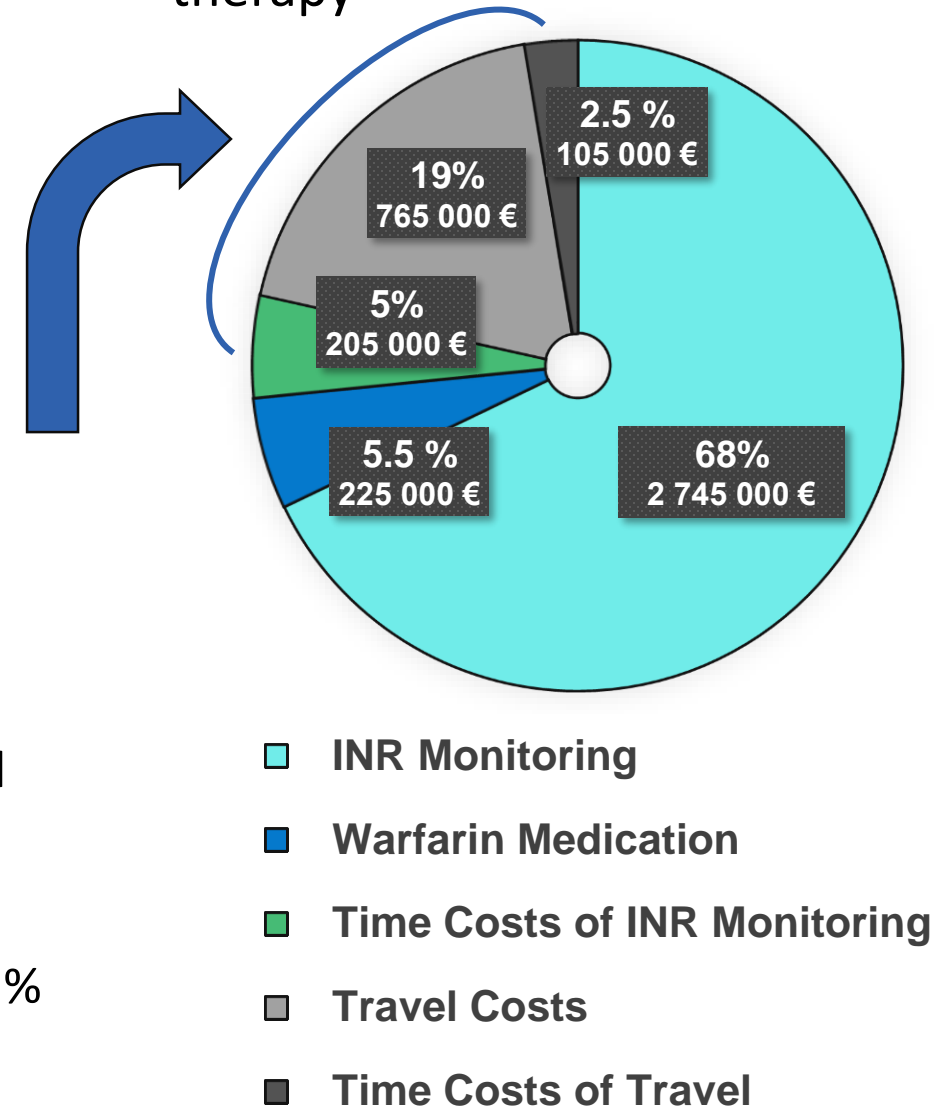 therapy
2.5 %
105 000 €
19%
765 000 €
5%
205 000 €
5.5 %
225 000 €
68%
2 745 000 €
INR Monitoring
Warfarin Medication
Time Costs of INR Monitoring
%
Travel Costs
Time Costs of Travel